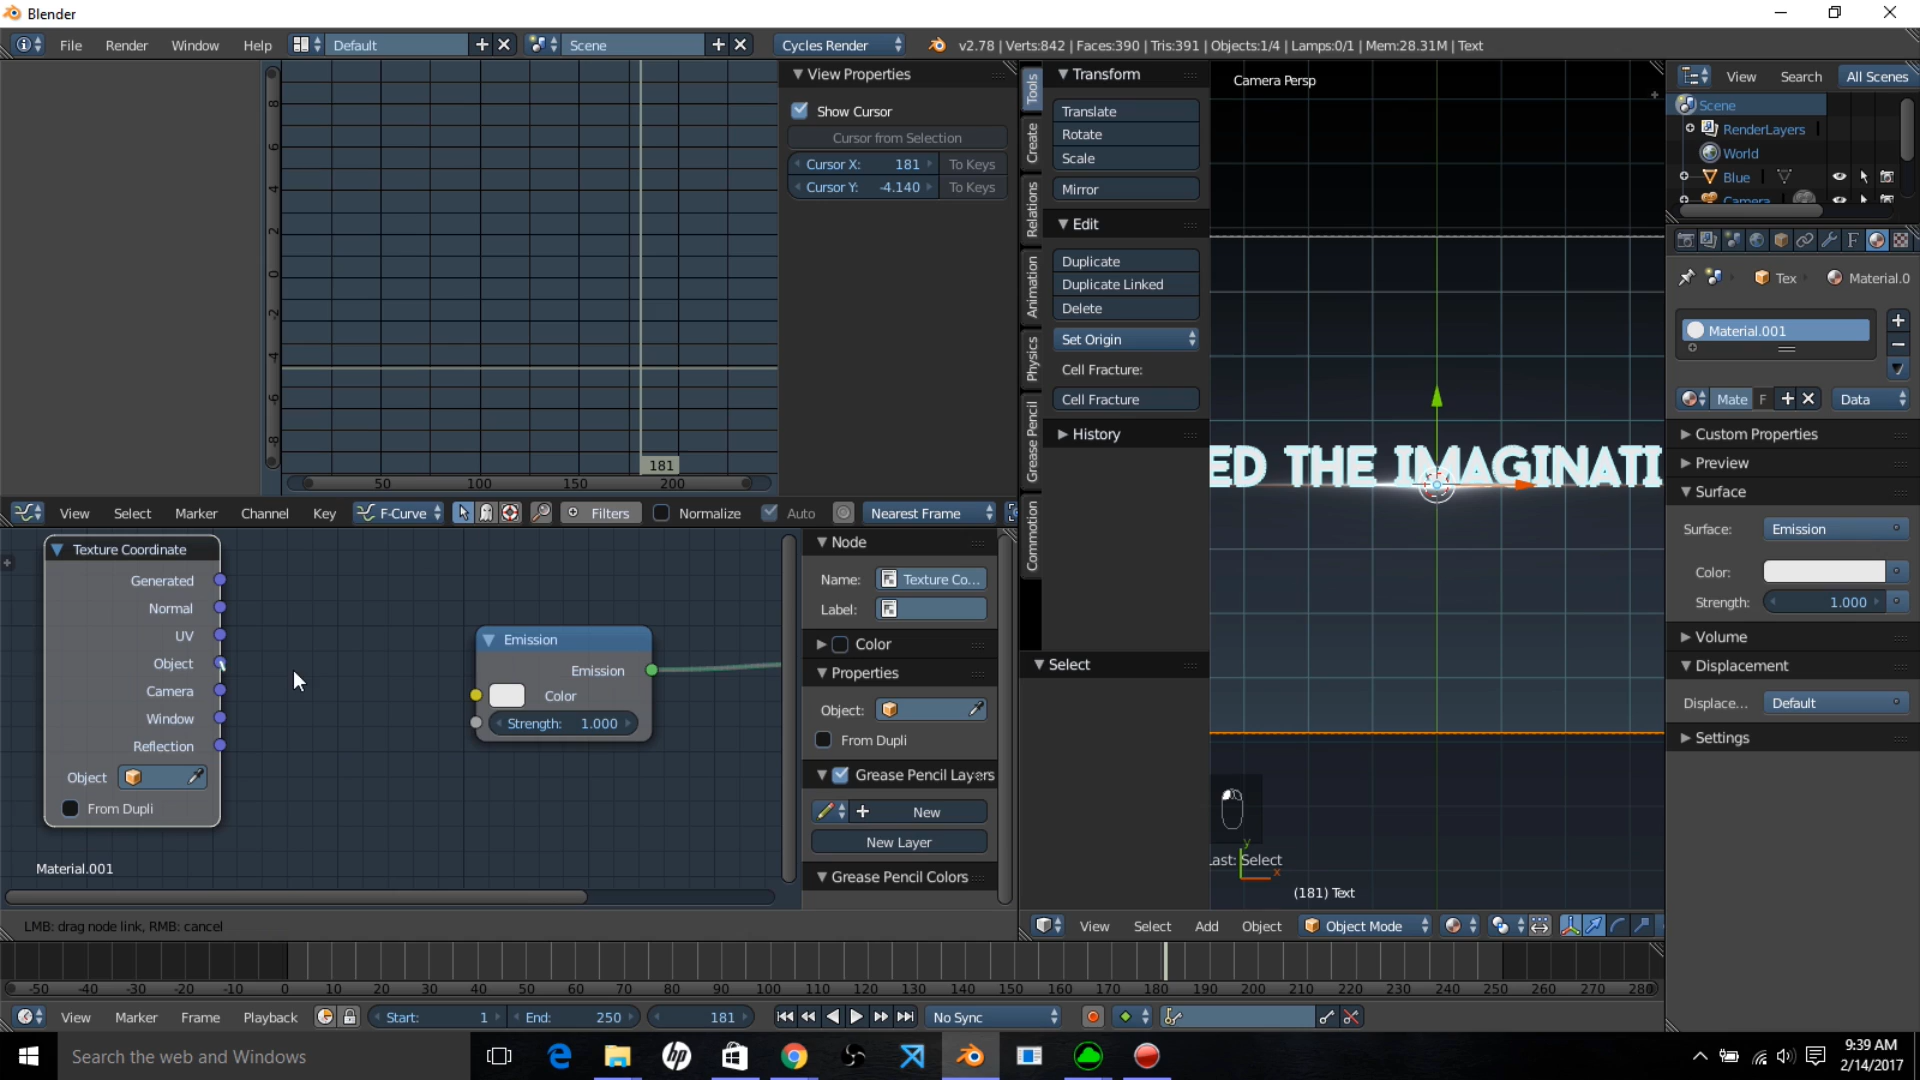 Blender
File Render Window Help Default Scene Cycles Render v2.78 | Verts:842 | Faces:390 | Tris:391 | Objects:1/4 | Lamps:0/1 | Mem:28.31M | Text
View Properties
Show Cursor
Cursor from Selection
Cursor X: 181 To Keys
Cursor Y: -4.140 To Keys
8
6
4
2
0
-2
-4
-6
-8
181
50 100 150 200
View Select Marker Channel Key F-Curve Filters Normalize Auto Nearest Frame
Tools
Create
Relations
Animation
Physics
Grease Pencil
Commotion
Transform
Translate
Rotate
Scale
Mirror
Edit
Duplicate
Duplicate Linked
Delete
Set Origin
Cell Fracture:
Cell Fracture
History
Select
Camera Persp
ED THE IMAGINATI
y
x
Last: Select
(181) Text
View Select Add Object Object Mode
View Search All Scenes
Scene
RenderLayers
World
Blue
Camera
Tex Material.0
Material.001
Mate F Data
Custom Properties
Preview
Surface
Surface: Emission
Color:
Strength: 1.000
Volume
Displacement
Displace... Default
Settings
Texture Coordinate
Generated
Normal
UV
Object
Camera
Window
Reflection
Object
From Dupli
Material.001
Emission
Emission
Color
Strength: 1.000
Node
Name: Texture Co...
Label:
Color
Properties
Object:
From Dupli
Grease Pencil Layers
New
New Layer
Grease Pencil Colors
LMB: drag node link, RMB: cancel
-50 -40 -30 -20 -10 0 10 20 30 40 50 60 70 80 90 100 110 120 130 140 150 160 170 180 190 200 210 220 230 240 250 260 270 280
View Marker Frame Playback Start: 1 End: 250 181 No Sync
Search the web and Windows
9:39 AM
2/14/2017